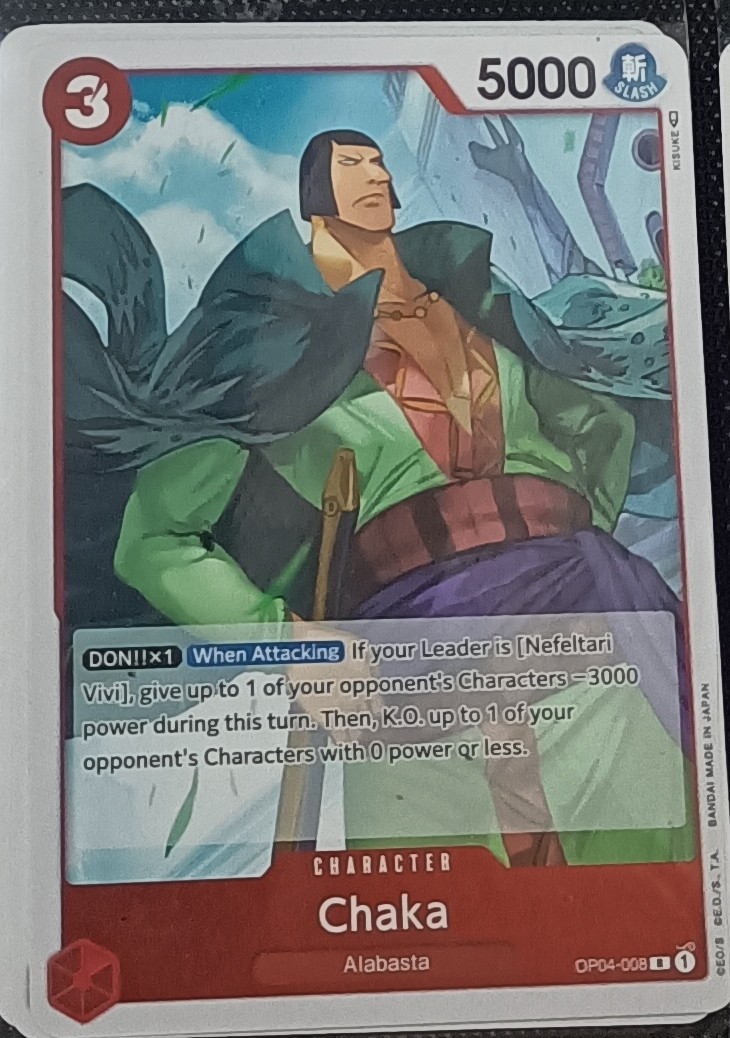 3
5000
斬
SLASH
KISUKE
DON!!×1 When Attacking If your Leader is [Nefeltari
Vivi], give up to 1 of your opponent's Characters −3000
power during this turn. Then, K.O. up to 1 of your
opponent's Characters with 0 power or less.
CHARACTER
Chaka
Alabasta
OP04-008 R 1
©E.O/S. ©E.O./S., T.A. BANDAI MADE IN JAPAN